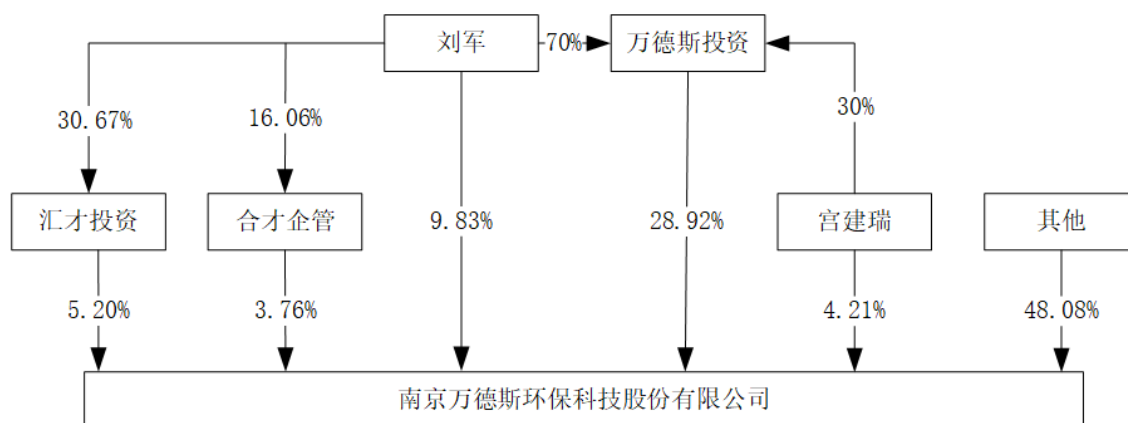 刘军
70%
万德斯投资
30.67%
16.06%
30%
汇才投资
合才企管
9.83%
28.92%
宫建瑞
其他
5.20%
3.76%
4.21%
48.08%
南京万德斯环保科技股份有限公司